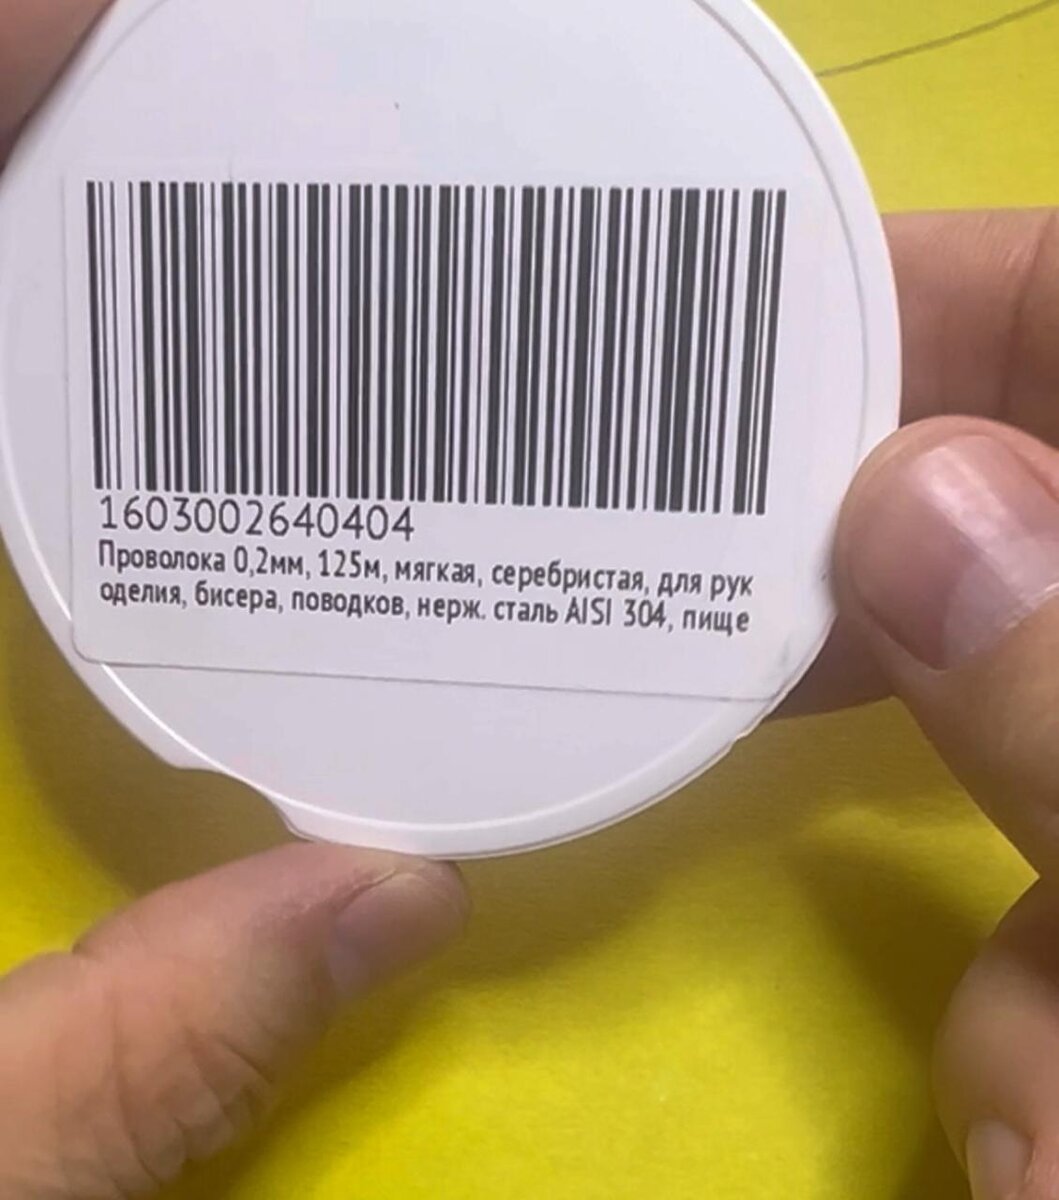 1603002640404
Проволока 0,2мм, 125м, мягкая, серебристая, для рук
оделия, бисера, поводков, нерж. сталь AISI 304, пище